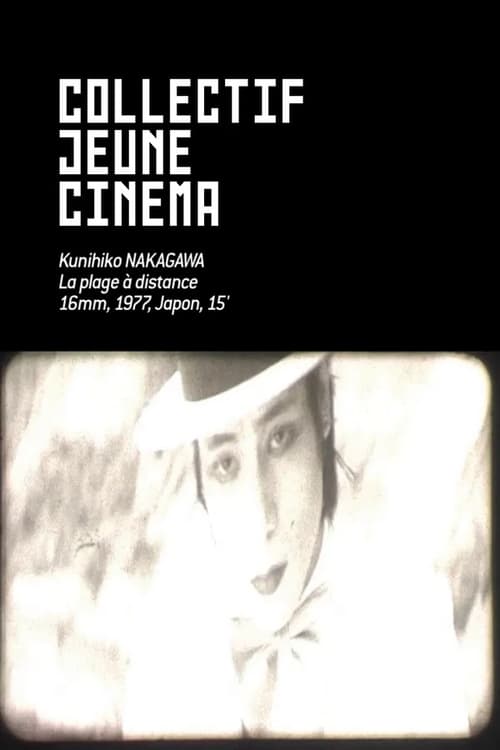 COLLECTIF
JEUNE
CINEMA
Kunihiko NAKAGAWA
La plage à distance
16mm, 1977, Japon, 15'